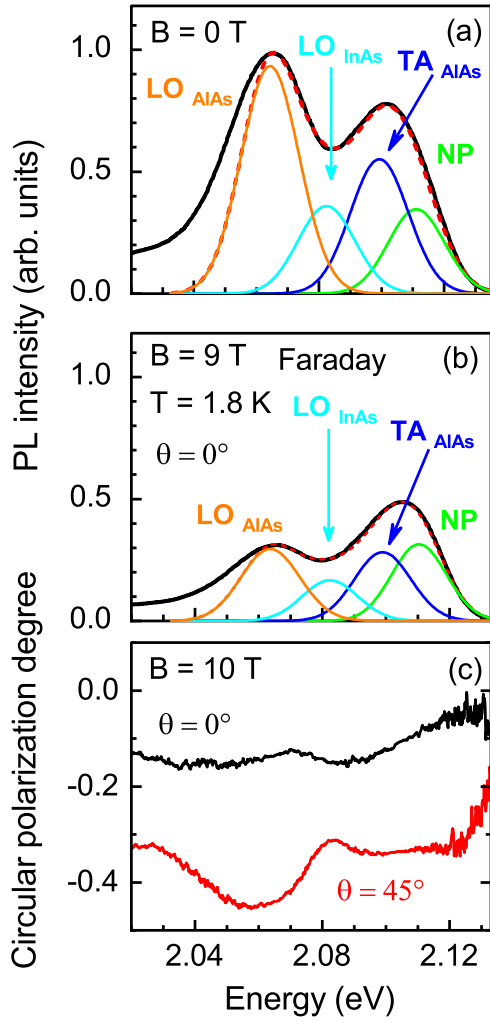 PL intensity (arb. units)
B = 0 T
(a)
LO AlAs
LO InAs
TA AlAs
NP
1.0
0.5
0.0
B = 9 T
Faraday
(b)
T = 1.8 K
θ = 0°
LO InAs
TA AlAs
LO AlAs
NP
1.0
0.5
0.0
Circular polarization degree
B = 10 T
(c)
θ = 0°
θ = 45°
0.0
-0.2
-0.4
2.04 2.08 2.12
Energy (eV)